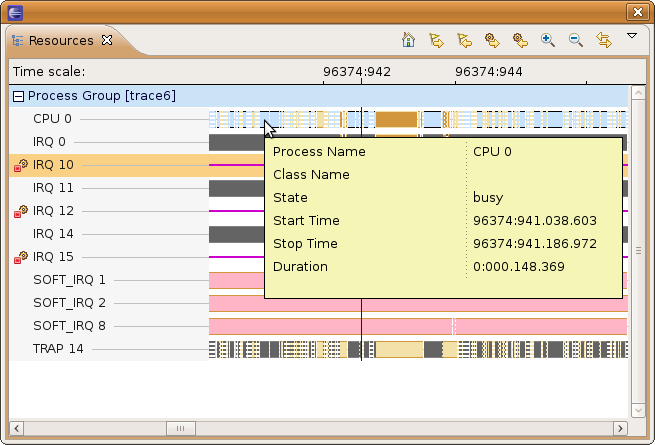 Resources
Time scale: 96374:942 96374:944
Process Group [trace6]
CPU 0
IRQ 0
Process Name CPU 0
Class Name
State busy
Start Time 96374:941.038.603
Stop Time 96374:941.186.972
Duration 0:000.148.369
IRQ 10
IRQ 11
IRQ 12
IRQ 14
IRQ 15
SOFT_IRQ 1
SOFT_IRQ 2
SOFT_IRQ 8
TRAP 14